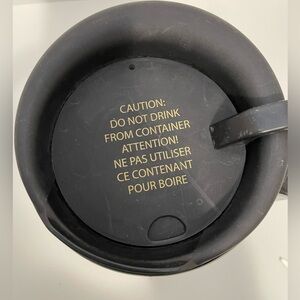 CAUTION:
DO NOT DRINK
FROM CONTAINER
ATTENTION!
NE PAS UTILISER
CE CONTENANT
POUR BOIRE